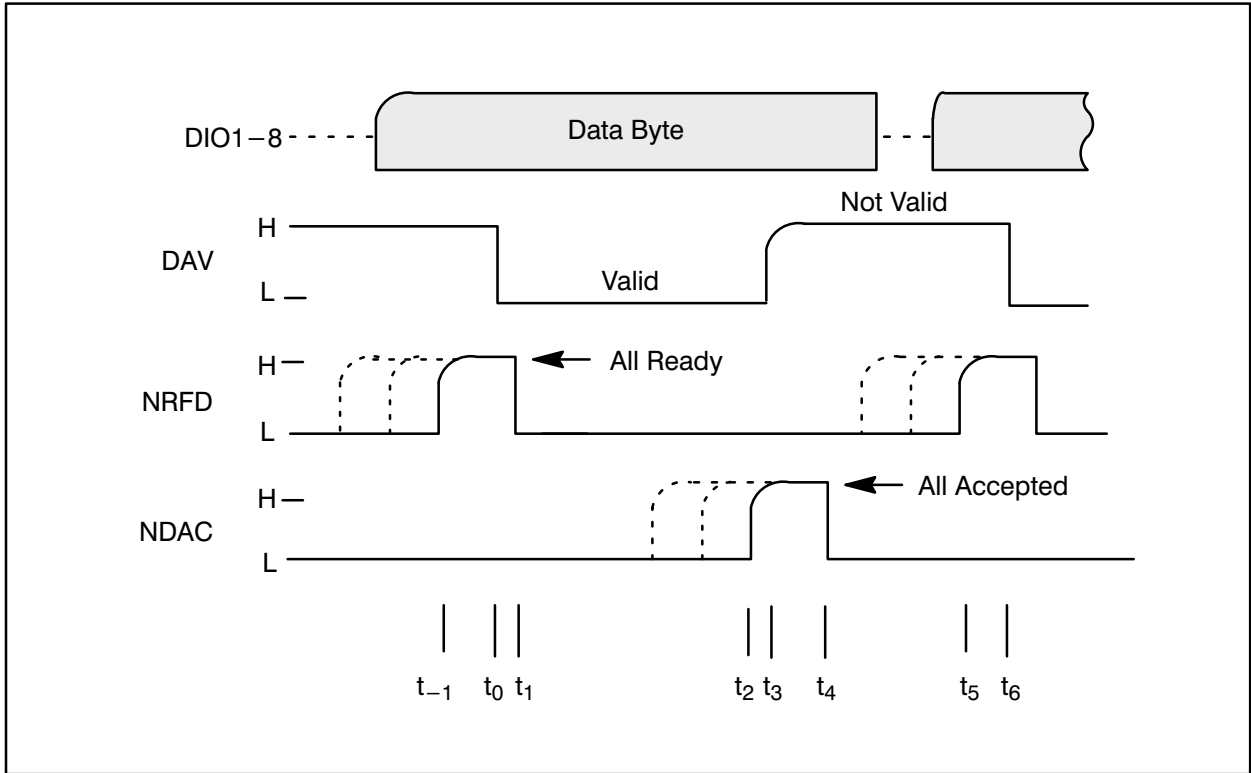 DIO1−8
Data Byte
Not Valid
H
DAV
Valid
L
H
All Ready
NRFD
L
H
All Accepted
NDAC
L
t−1 t0 t1 t2 t3 t4 t5 t6